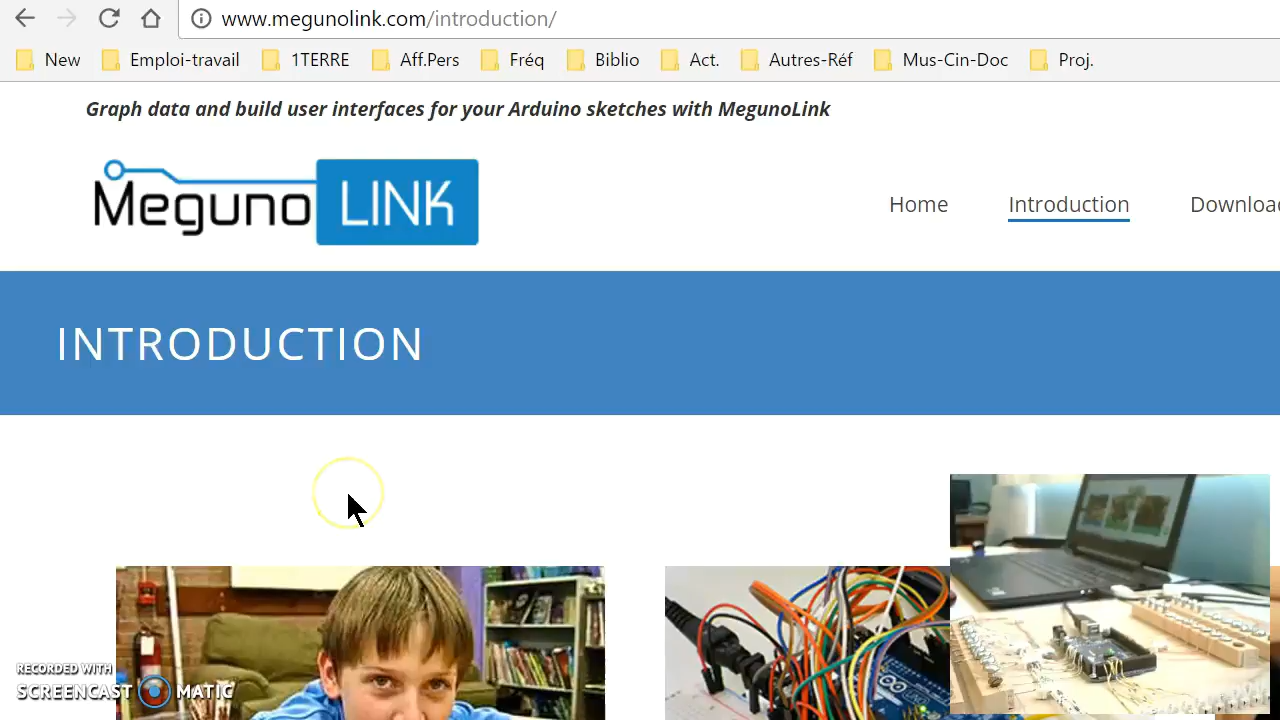 www.megunolink.com/introduction/
New Emploi-travail 1TERRE Aff.Pers Fréq Biblio Act. Autres-Réf Mus-Cin-Doc Proj.
Graph data and build user interfaces for your Arduino sketches with MegunoLink
Meguno LINK
Home Introduction Downloa
INTRODUCTION
RECORDED WITH
SCREENCAST MATIC